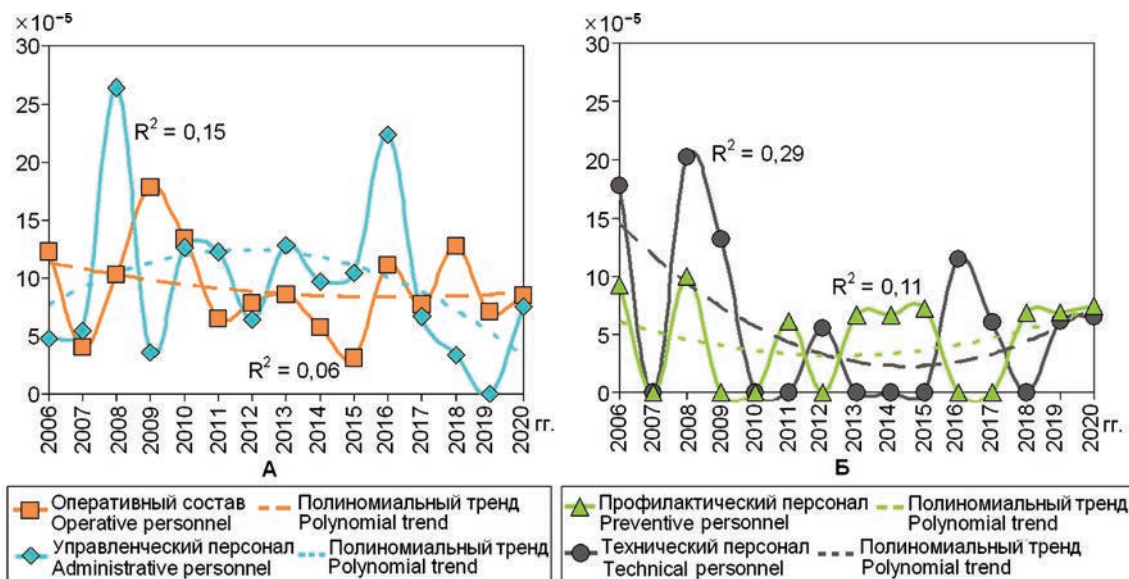 ×10⁻⁵
30
25
20
15
10
5
0
R² = 0,15
R² = 0,06
2006
2007
2008
2009
2010
2011
2012
2013
2014
2015
2016
2017
2018
2019
2020
гг.
А
×10⁻⁵
30
25
20
15
10
5
0
R² = 0,29
R² = 0,11
2006
2007
2008
2009
2010
2011
2012
2013
2014
2015
2016
2017
2018
2019
2020
гг.
Б
Оперативный состав
Operative personnel
Полиномиальный тренд
Polynomial trend
Управленческий персонал
Administrative personnel
Полиномиальный тренд
Polynomial trend
Профилактический персонал
Preventive personnel
Полиномиальный тренд
Polynomial trend
Технический персонал
Technical personnel
Полиномиальный тренд
Polynomial trend